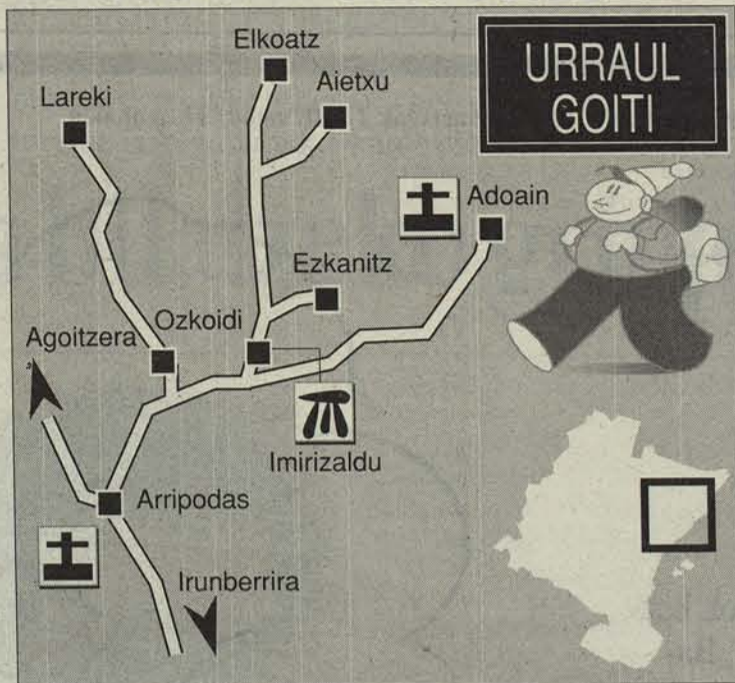 URRAUL
GOITI
Elkoatz
Aietxu
Lareki
Adoain
Ezkanitz
Ozkoidi
Agoitzera
Imirizaldu
Arripodas
Irunberrira